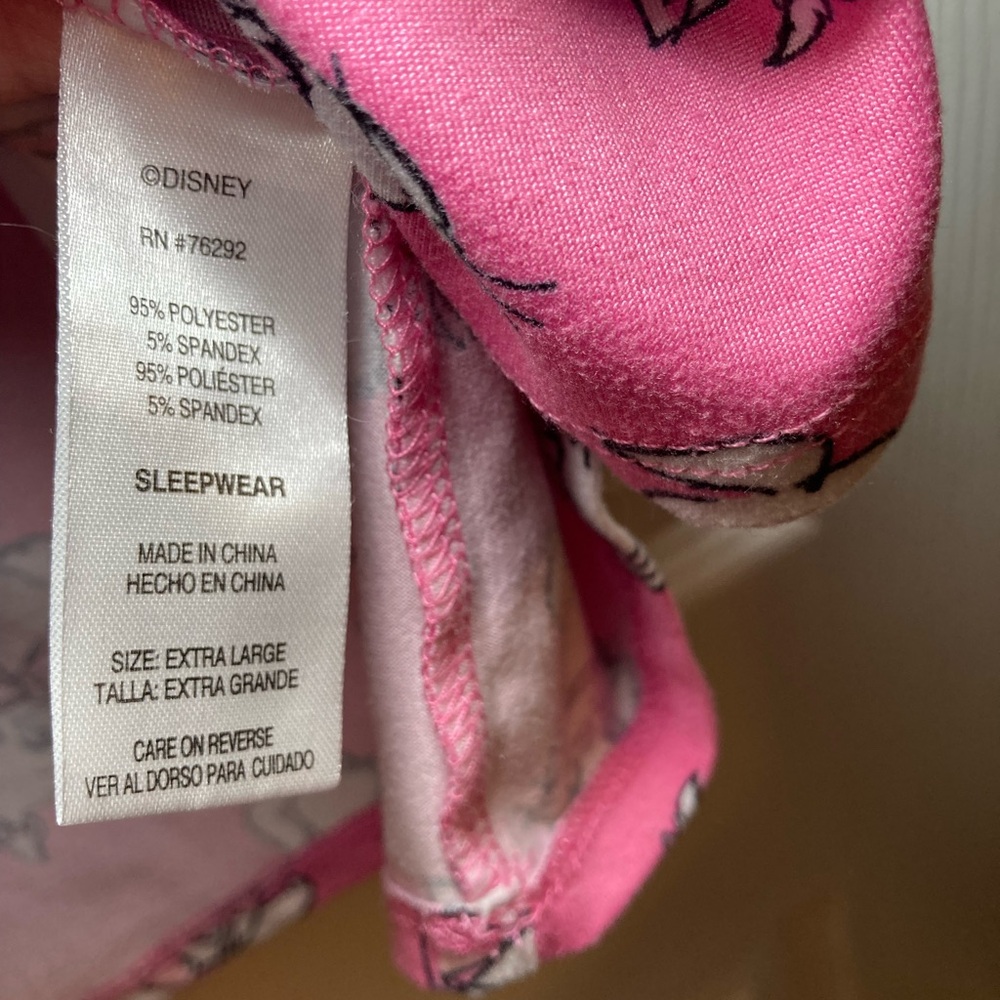 ©DISNEY
RN #76292
95% POLYESTER
5% SPANDEX
95% POLIÉSTER
5% SPANDEX
SLEEPWEAR
MADE IN CHINA
HECHO EN CHINA
SIZE: EXTRA LARGE
TALLA: EXTRA GRANDE
CARE ON REVERSE
VER AL DORSO PARA CUIDADO